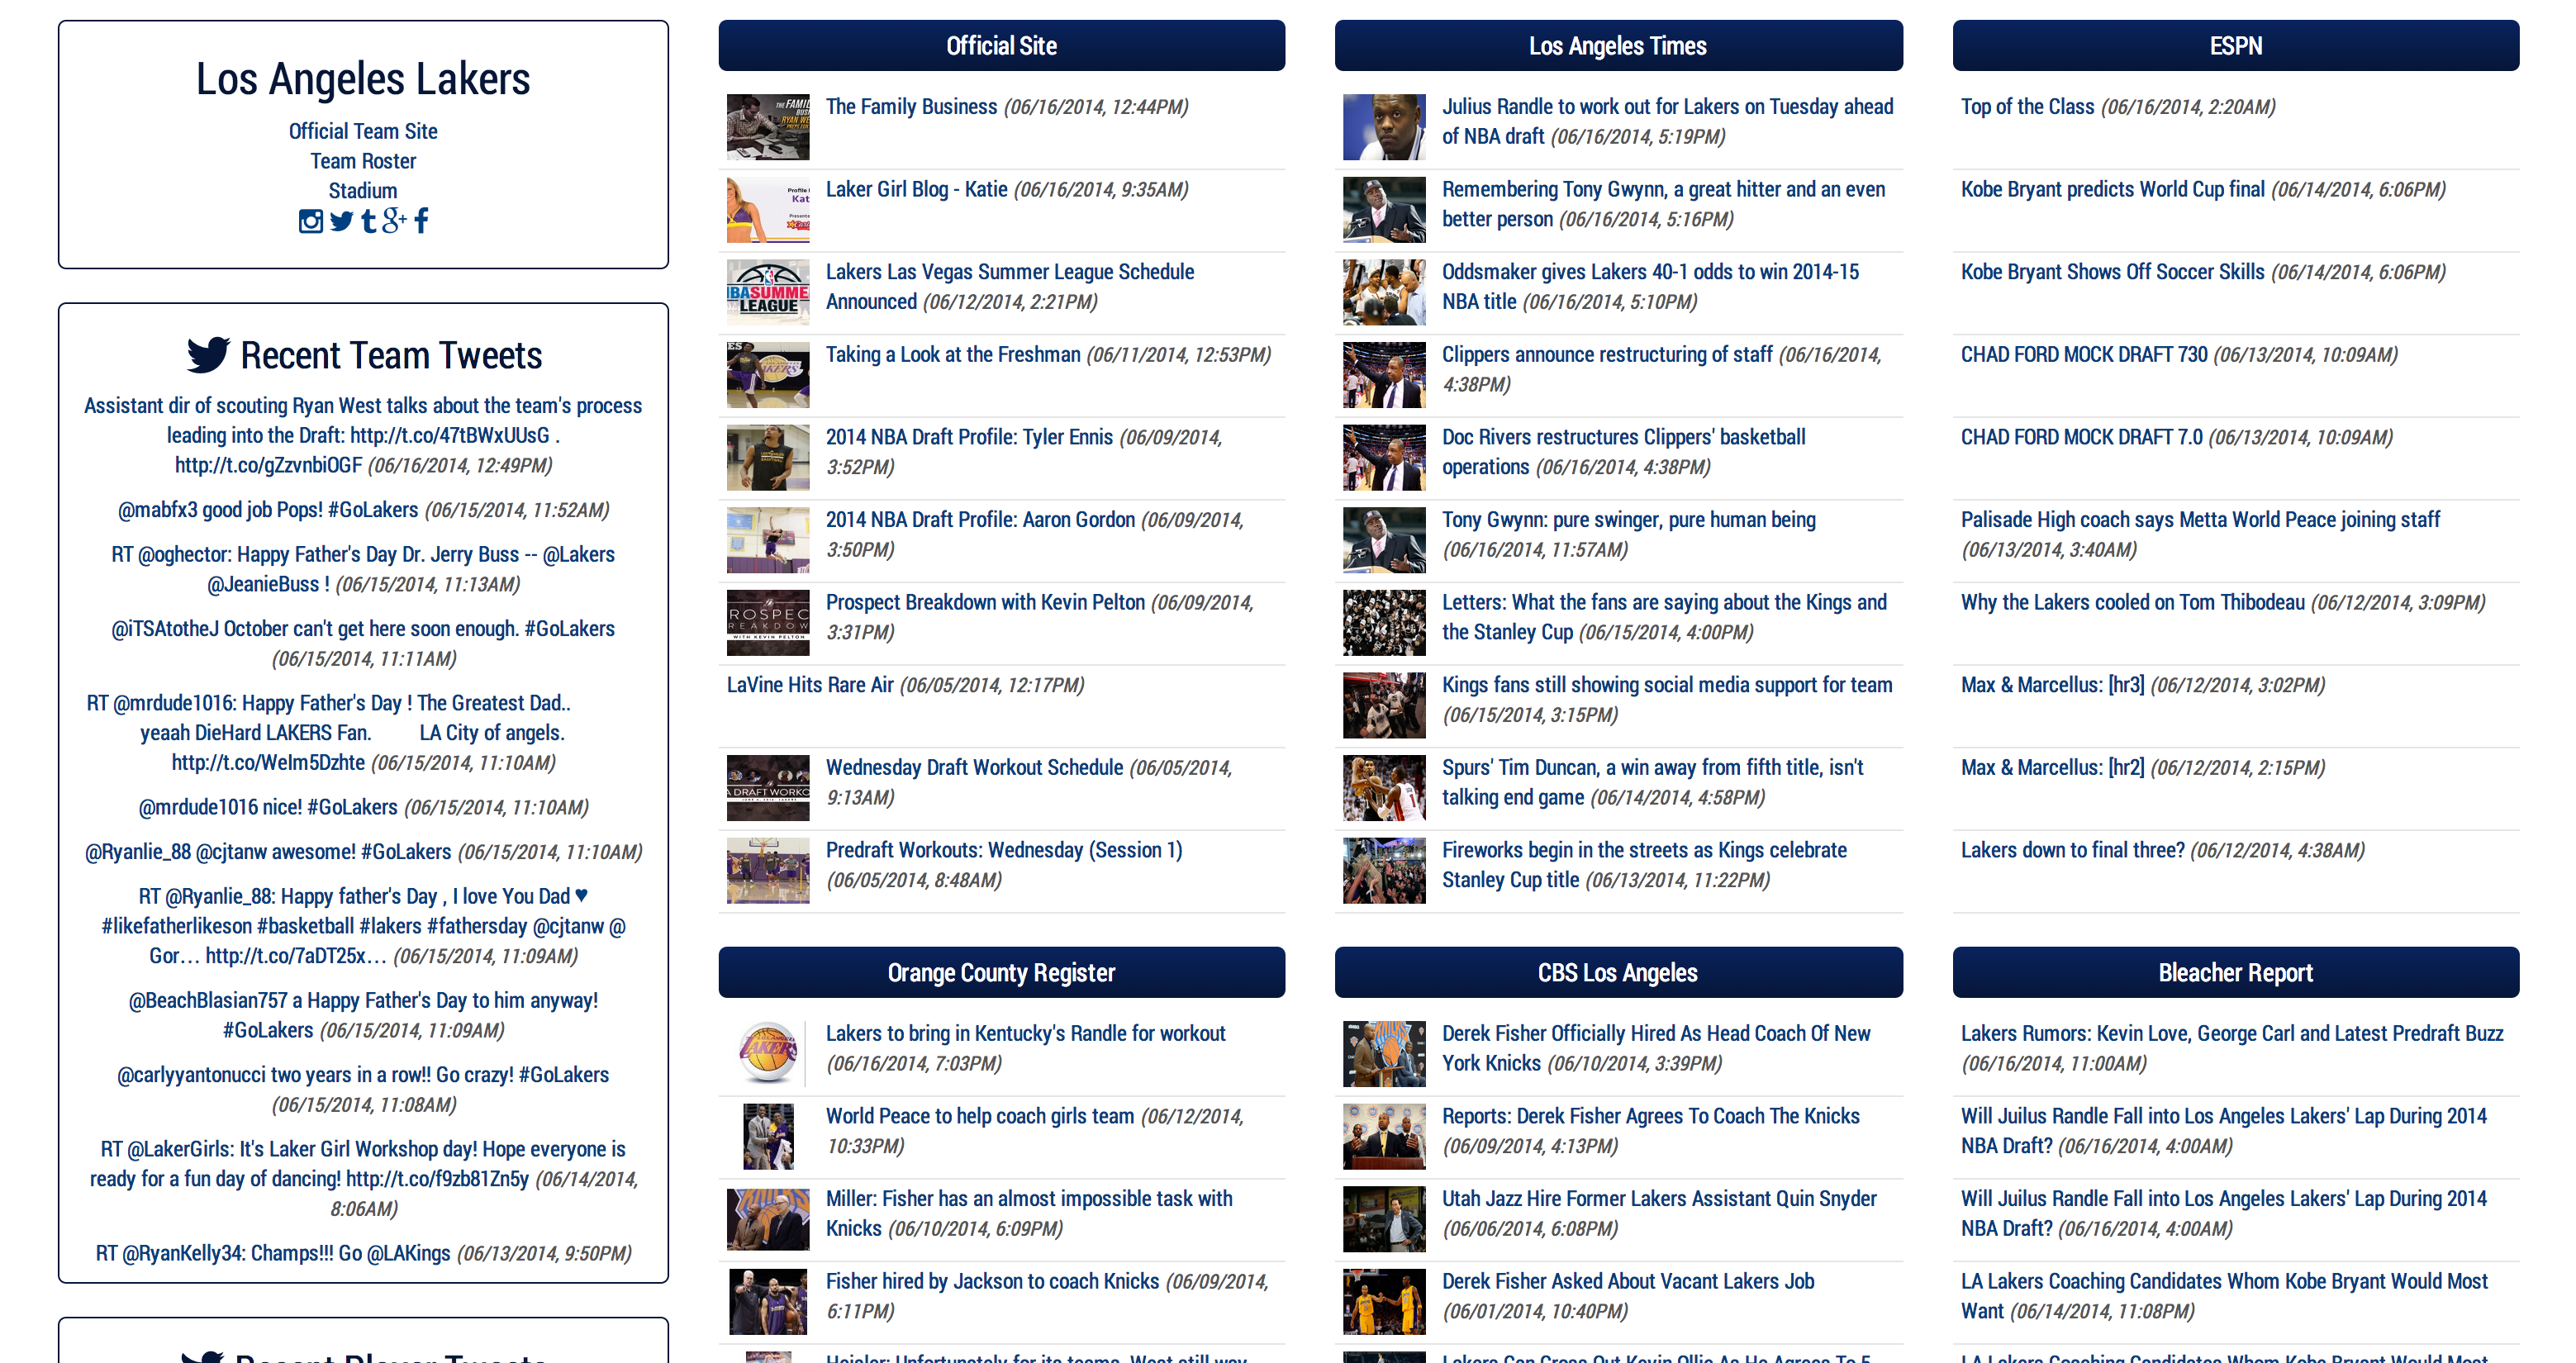 Los Angeles Lakers
Official Team Site
Team Roster
Stadium
Recent Team Tweets
Assistant dir of scouting Ryan West talks about the team's process
leading into the Draft: http://t.co/47tBWxUUsG .
http://t.co/gZzvnbiOGF (06/16/2014, 12:49PM)
@mabfx3 good job Pops! #GoLakers (06/15/2014, 11:52AM)
RT @oghector: Happy Father's Day Dr. Jerry Buss -- @Lakers
@JeanieBuss ! (06/15/2014, 11:13AM)
@iTSAtotheJ October can't get here soon enough. #GoLakers
(06/15/2014, 11:11AM)
RT @mrdude1016: Happy Father's Day ! The Greatest Dad..
yeaah DieHard LAKERS Fan. LA City of angels.
http://t.co/WeIm5Dzhte (06/15/2014, 11:10AM)
@mrdude1016 nice! #GoLakers (06/15/2014, 11:10AM)
@Ryanlie_88 @cjtanw awesome! #GoLakers (06/15/2014, 11:10AM)
RT @Ryanlie_88: Happy father's Day , I love You Dad ♥
#likefatherlikeson #basketball #lakers #fathersday @cjtanw @
Gor… http://t.co/7aDT25x… (06/15/2014, 11:09AM)
@BeachBlasian757 a Happy Father's Day to him anyway!
#GoLakers (06/15/2014, 11:09AM)
@carlyyantonucci two years in a row!! Go crazy! #GoLakers
(06/15/2014, 11:08AM)
RT @LakerGirls: It's Laker Girl Workshop day! Hope everyone is
ready for a fun day of dancing! http://t.co/f9zb81Zn5y (06/14/2014,
8:06AM)
RT @RyanKelly34: Champs!!! Go @LAKings (06/13/2014, 9:50PM)
Recent Player Tweets
Official Site
The Family Business (06/16/2014, 12:44PM)
Laker Girl Blog - Katie (06/16/2014, 9:35AM)
Lakers Las Vegas Summer League Schedule
Announced (06/12/2014, 2:21PM)
Taking a Look at the Freshman (06/11/2014, 12:53PM)
2014 NBA Draft Profile: Tyler Ennis (06/09/2014,
3:52PM)
2014 NBA Draft Profile: Aaron Gordon (06/09/2014,
3:50PM)
Prospect Breakdown with Kevin Pelton (06/09/2014,
3:31PM)
LaVine Hits Rare Air (06/05/2014, 12:17PM)
Wednesday Draft Workout Schedule (06/05/2014,
9:13AM)
Predraft Workouts: Wednesday (Session 1)
(06/05/2014, 8:48AM)
Los Angeles Times
Julius Randle to work out for Lakers on Tuesday ahead
of NBA draft (06/16/2014, 5:19PM)
Remembering Tony Gwynn, a great hitter and an even
better person (06/16/2014, 5:16PM)
Oddsmaker gives Lakers 40-1 odds to win 2014-15
NBA title (06/16/2014, 5:10PM)
Clippers announce restructuring of staff (06/16/2014,
4:38PM)
Doc Rivers restructures Clippers' basketball
operations (06/16/2014, 4:38PM)
Tony Gwynn: pure swinger, pure human being
(06/16/2014, 11:57AM)
Letters: What the fans are saying about the Kings and
the Stanley Cup (06/15/2014, 4:00PM)
Kings fans still showing social media support for team
(06/15/2014, 3:15PM)
Spurs' Tim Duncan, a win away from fifth title, isn't
talking end game (06/14/2014, 4:58PM)
Fireworks begin in the streets as Kings celebrate
Stanley Cup title (06/13/2014, 11:22PM)
ESPN
Top of the Class (06/16/2014, 2:20AM)
Kobe Bryant predicts World Cup final (06/14/2014, 6:06PM)
Kobe Bryant Shows Off Soccer Skills (06/14/2014, 6:06PM)
CHAD FORD MOCK DRAFT 730 (06/13/2014, 10:09AM)
CHAD FORD MOCK DRAFT 7.0 (06/13/2014, 10:09AM)
Palisade High coach says Metta World Peace joining staff
(06/13/2014, 3:40AM)
Why the Lakers cooled on Tom Thibodeau (06/12/2014, 3:09PM)
Max & Marcellus: [hr3] (06/12/2014, 3:02PM)
Max & Marcellus: [hr2] (06/12/2014, 2:15PM)
Lakers down to final three? (06/12/2014, 4:38AM)
Orange County Register
Lakers to bring in Kentucky's Randle for workout
(06/16/2014, 7:03PM)
World Peace to help coach girls team (06/12/2014,
10:33PM)
Miller: Fisher has an almost impossible task with
Knicks (06/10/2014, 6:09PM)
Fisher hired by Jackson to coach Knicks (06/09/2014,
6:11PM)
Heisler: Unfortunately for its teams, West still way
CBS Los Angeles
Derek Fisher Officially Hired As Head Coach Of New
York Knicks (06/10/2014, 3:39PM)
Reports: Derek Fisher Agrees To Coach The Knicks
(06/09/2014, 4:13PM)
Utah Jazz Hire Former Lakers Assistant Quin Snyder
(06/06/2014, 6:08PM)
Derek Fisher Asked About Vacant Lakers Job
(06/01/2014, 10:40PM)
Lakers Can Cross Out Kevin Ollie As He Agrees To 5
Bleacher Report
Lakers Rumors: Kevin Love, George Carl and Latest Predraft Buzz
(06/16/2014, 11:00AM)
Will Juilus Randle Fall into Los Angeles Lakers' Lap During 2014
NBA Draft? (06/16/2014, 4:00AM)
Will Juilus Randle Fall into Los Angeles Lakers' Lap During 2014
NBA Draft? (06/16/2014, 4:00AM)
LA Lakers Coaching Candidates Whom Kobe Bryant Would Most
Want (06/14/2014, 11:08PM)
LA Lakers Coaching Candidates Whom Kobe Bryant Would Most